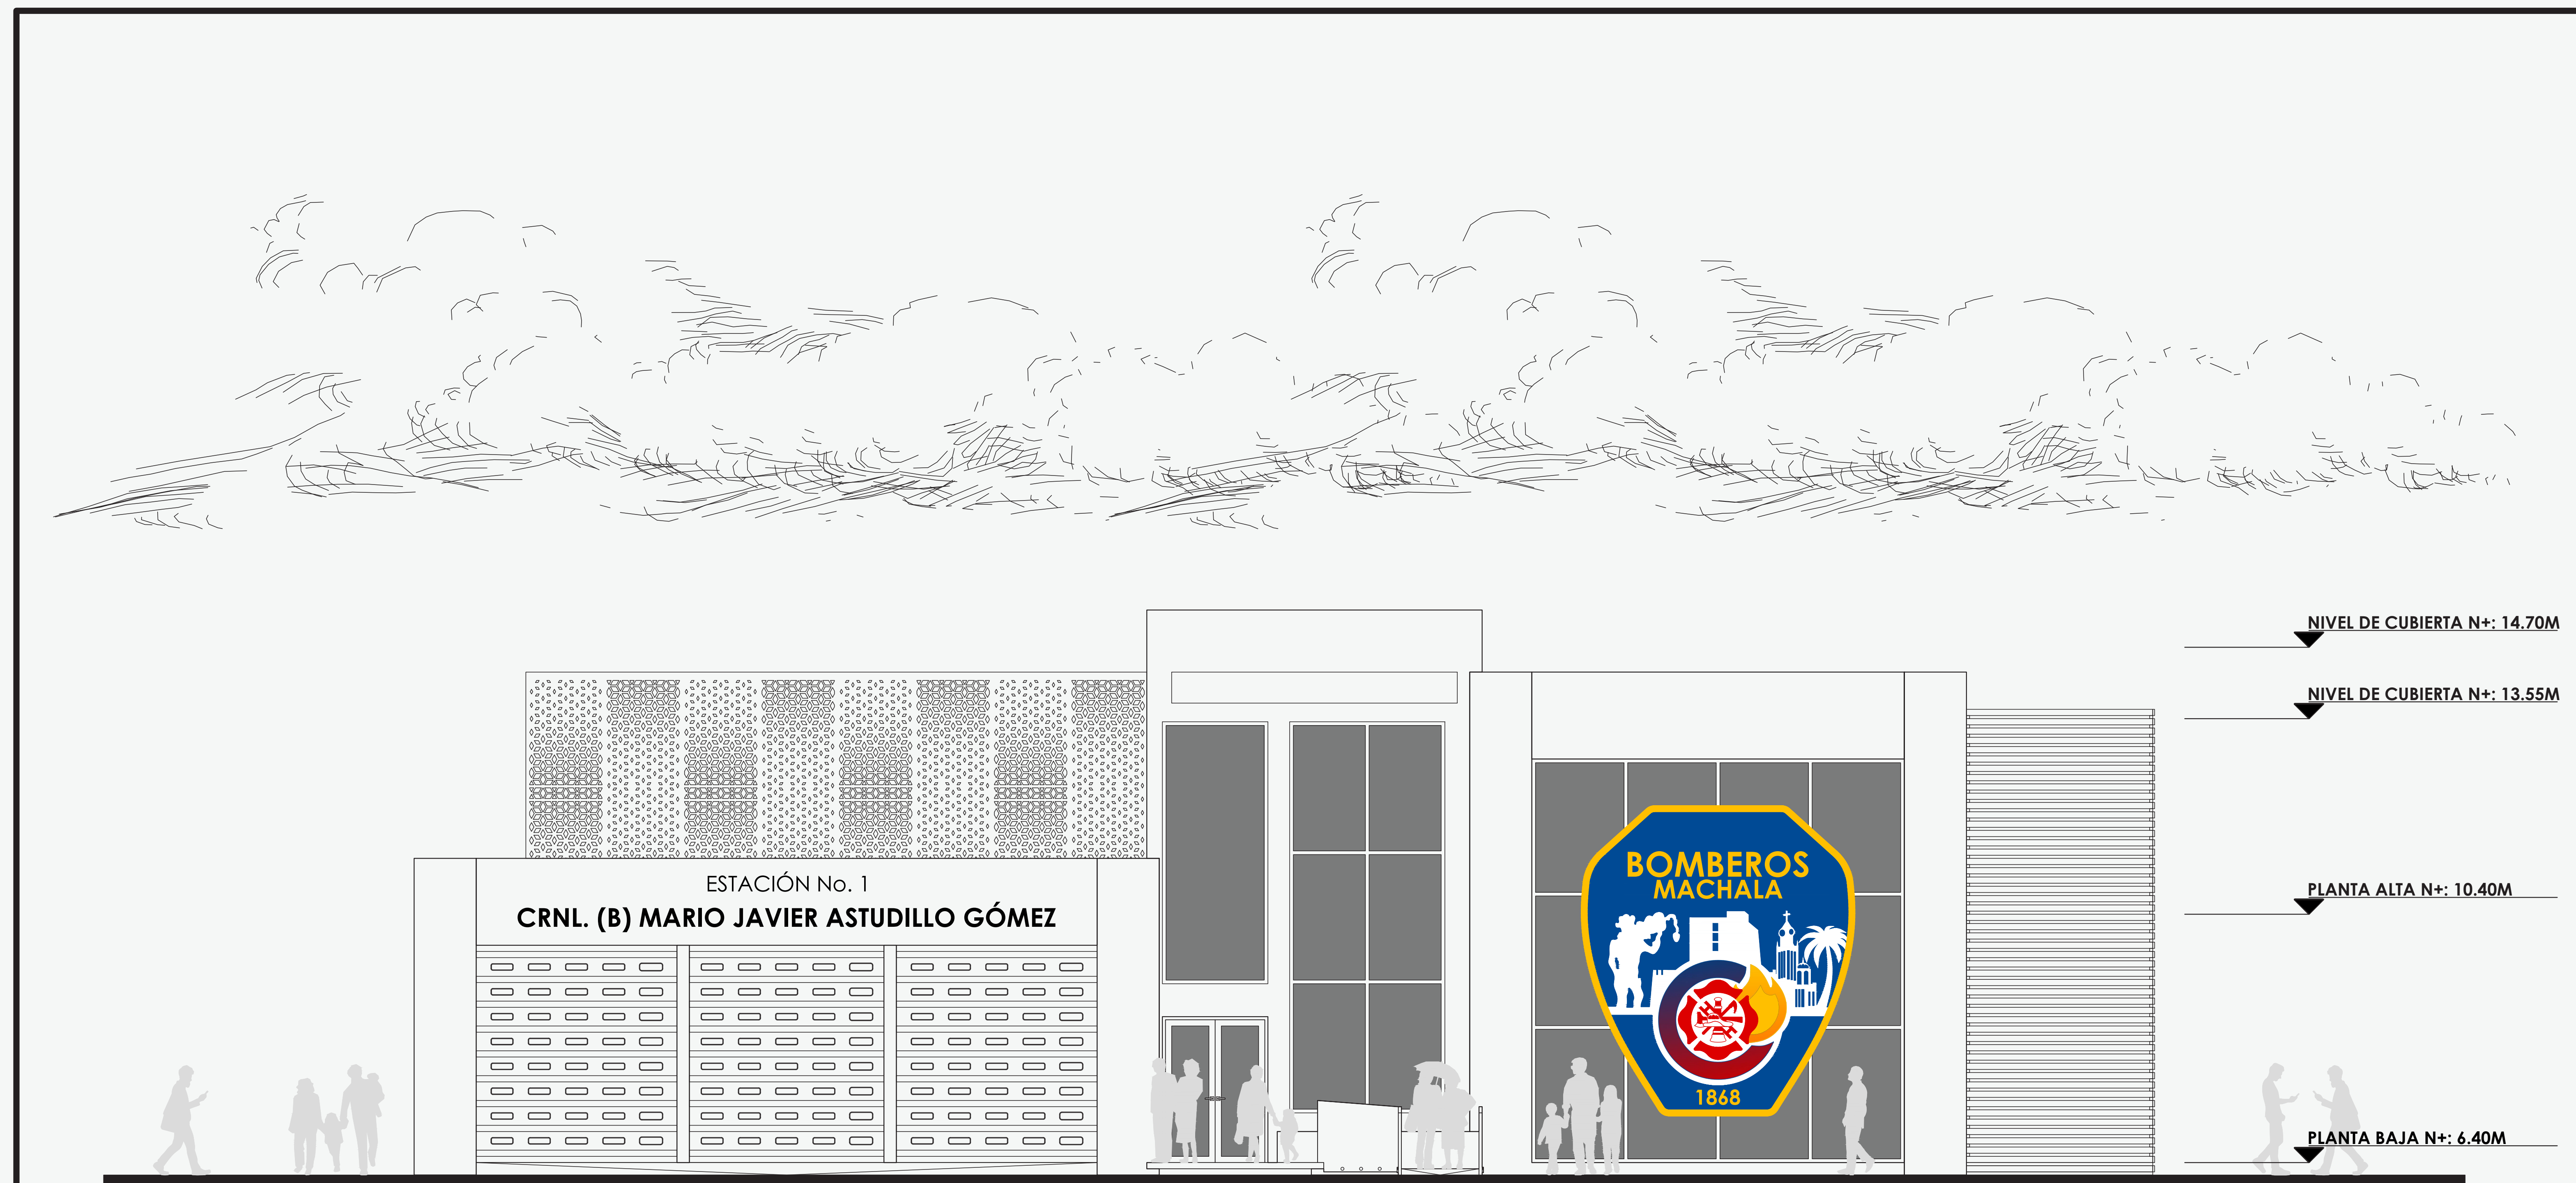 NIVEL DE CUBIERTA N+: 14.70M
NIVEL DE CUBIERTA N+: 13.55M
ESTACIÓN No. 1
CRNL. (B) MARIO JAVIER ASTUDILLO GÓMEZ
BOMBEROS
MACHALA
1868
PLANTA ALTA N+: 10.40M
PLANTA BAJA N+: 6.40M